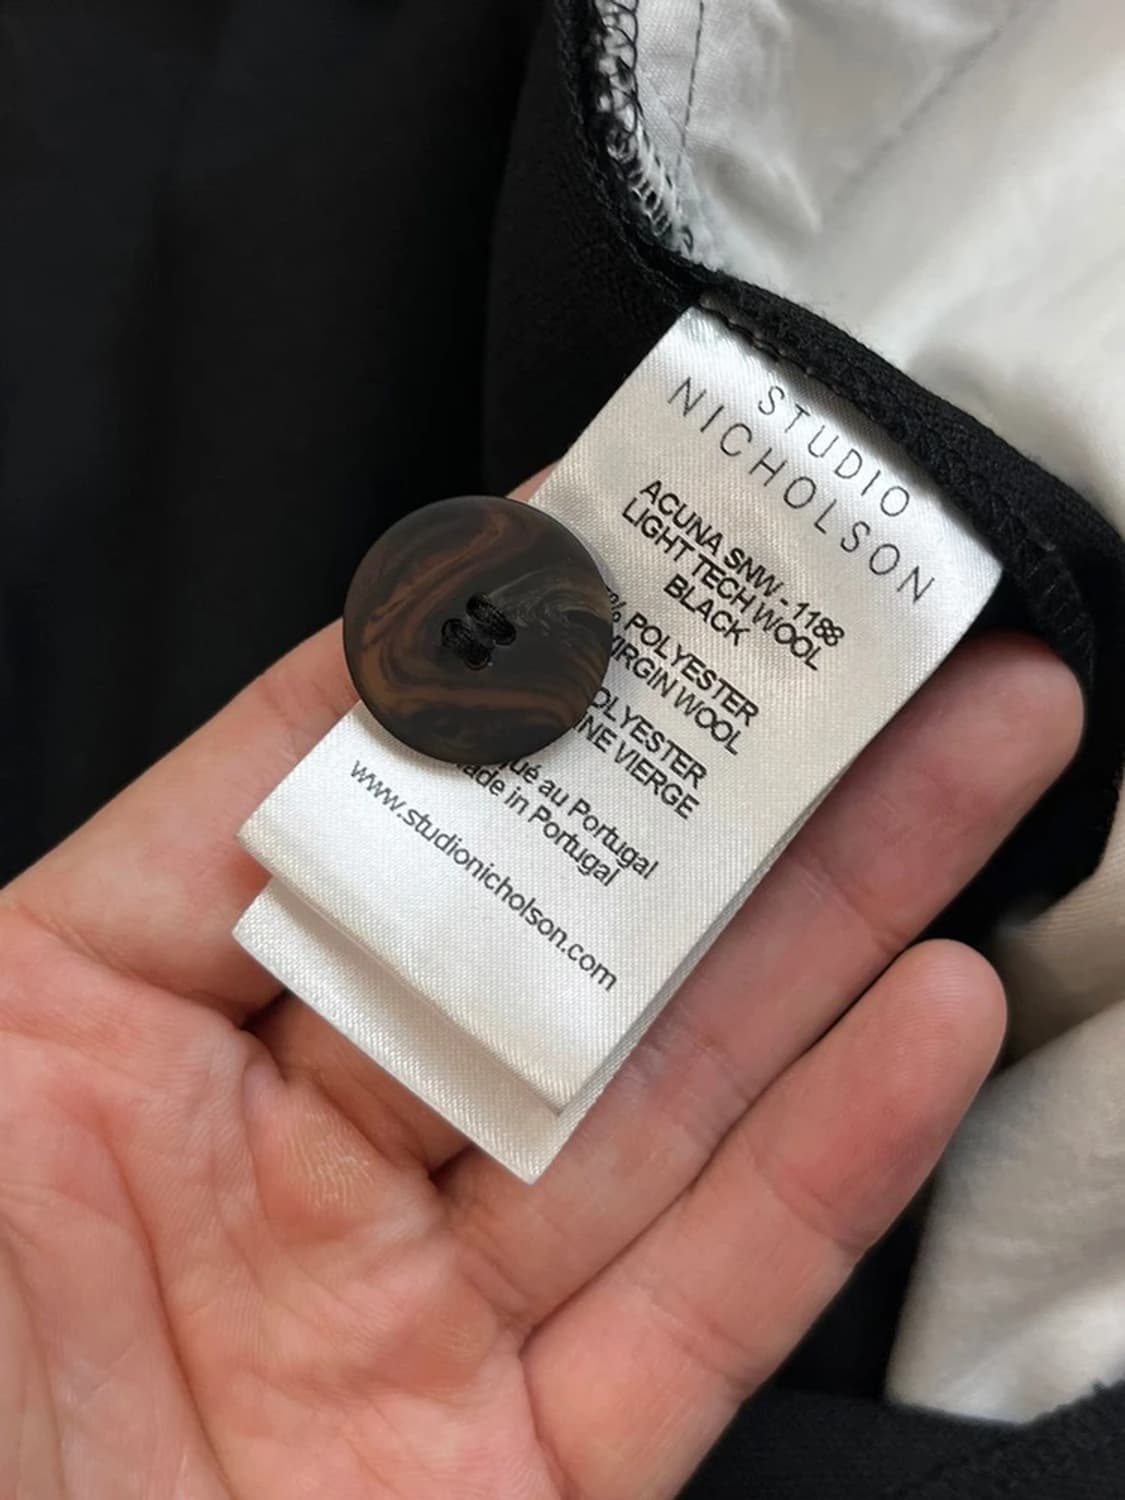 STUDIO
NICHOLSON
ACUNA SNW - 1188
LIGHT TECH WOOL
BLACK
% POLYESTER
VIRGIN WOOL
POLYESTER
VIERGE
au Portugal
in Portugal
www.studionicholson.com